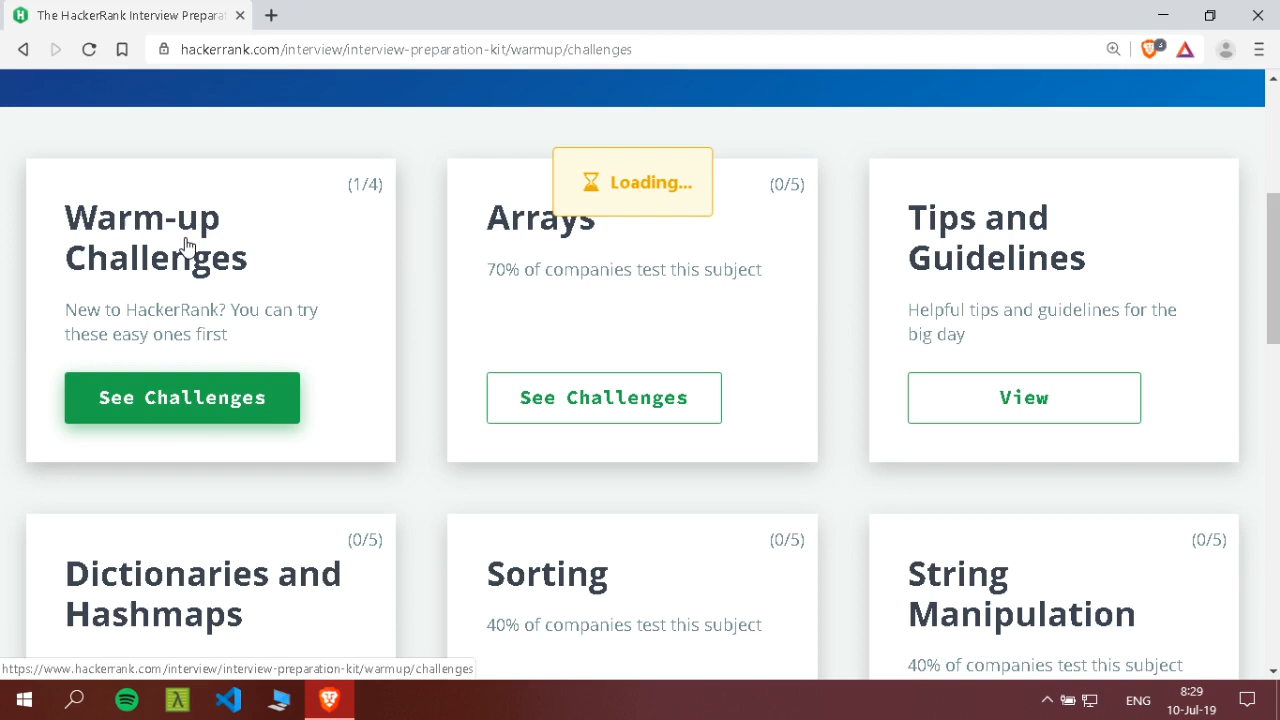 The HackerRank Interview Prepara
hackerrank.com/interview/interview-preparation-kit/warmup/challenges
3
Loading...
(1/4)
Warm-up
Challenges
New to HackerRank? You can try
these easy ones first
See Challenges
(0/5)
Arrays
70% of companies test this subject
See Challenges
Tips and
Guidelines
Helpful tips and guidelines for the
big day
View
(0/5)
Dictionaries and
Hashmaps
(0/5)
Sorting
40% of companies test this subject
(0/5)
String
Manipulation
40% of companies test this subject
https://www.hackerrank.com/interview/interview-preparation-kit/warmup/challenges
ENG
8:29
10-Jul-19